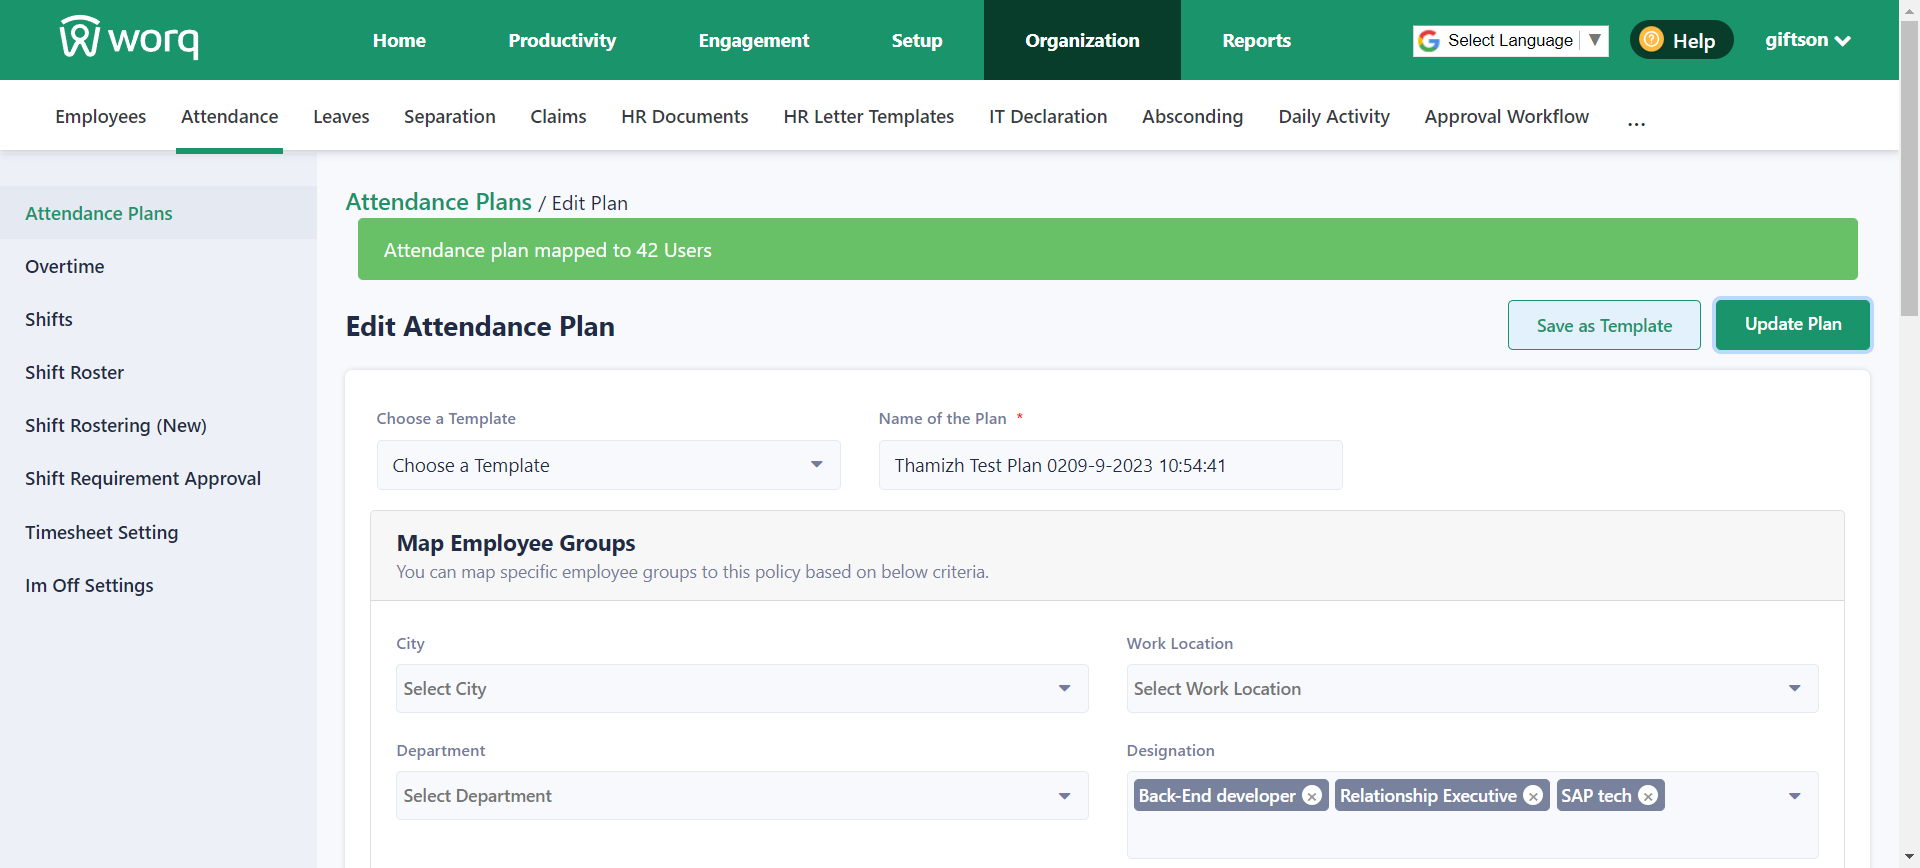 worq
Home Productivity Engagement Setup Organization Reports Select Language ▼ Help giftson
Employees Attendance Leaves Separation Claims HR Documents HR Letter Templates IT Declaration Absconding Daily Activity Approval Workflow ...
Attendance Plans
Overtime
Shifts
Shift Roster
Shift Rostering (New)
Shift Requirement Approval
Timesheet Setting
Im Off Settings
Attendance Plans / Edit Plan
Attendance plan mapped to 42 Users
Edit Attendance Plan
Save as Template
Update Plan
Choose a Template
Choose a Template
Name of the Plan *
Thamizh Test Plan 0209-9-2023 10:54:41
Map Employee Groups
You can map specific employee groups to this policy based on below criteria.
City
Select City
Work Location
Select Work Location
Department
Select Department
Designation
Back-End developer Relationship Executive SAP tech